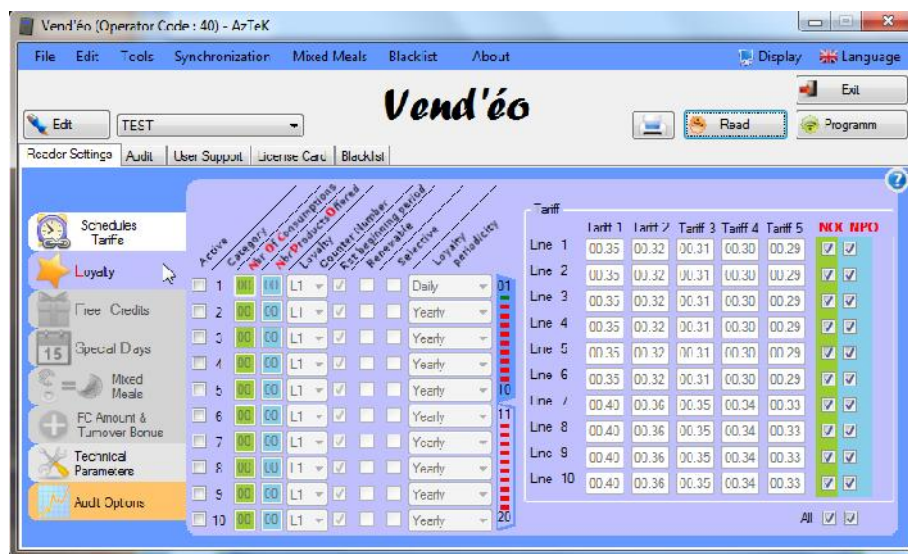 Vend'éo (Operator Code : 40) - AzTeK
File Edit Tools Synchronization Mixed Meals Blacklist About Display Language
Vend'éo
Exit
Edit TEST Read Programm
Reader Settings Audit User Support License Card Blacklist
Schedules
Tariffs
Loyalty
Free Credits
15 Special Days
Mixed
Meals
FC Amount &
Turnover Bonus
Technical
Parameters
Audit Options
Active Category Nbr Of Consumptions Nbr Products Offered Loyalty Counter Number Rst beginning period Renewable Selective Loyalty periodicity
1 00 00 L1 Daily 01
2 00 00 L1 Yearly
3 00 00 L1 Yearly
4 00 00 L1 Yearly
5 00 00 L1 Yearly 10
6 00 00 L1 Yearly 11
7 00 00 L1 Yearly
8 00 00 L1 Yearly
9 00 00 L1 Yearly
10 00 00 L1 Yearly 20
Tariff
Tariff 1 Tariff 2 Tariff 3 Tariff 4 Tariff 5 NOC NPO
Line 1 00.35 00.32 00.31 00.30 00.29
Line 2 00.35 00.32 00.31 00.30 00.29
Line 3 00.35 00.32 00.31 00.30 00.29
Line 4 00.35 00.32 00.31 00.30 00.29
Line 5 00.35 00.32 00.31 00.30 00.29
Line 6 00.35 00.32 00.31 00.30 00.29
Line 7 00.40 00.36 00.35 00.34 00.33
Line 8 00.40 00.36 00.35 00.34 00.33
Line 9 00.40 00.36 00.35 00.34 00.33
Line 10 00.40 00.36 00.35 00.34 00.33
All